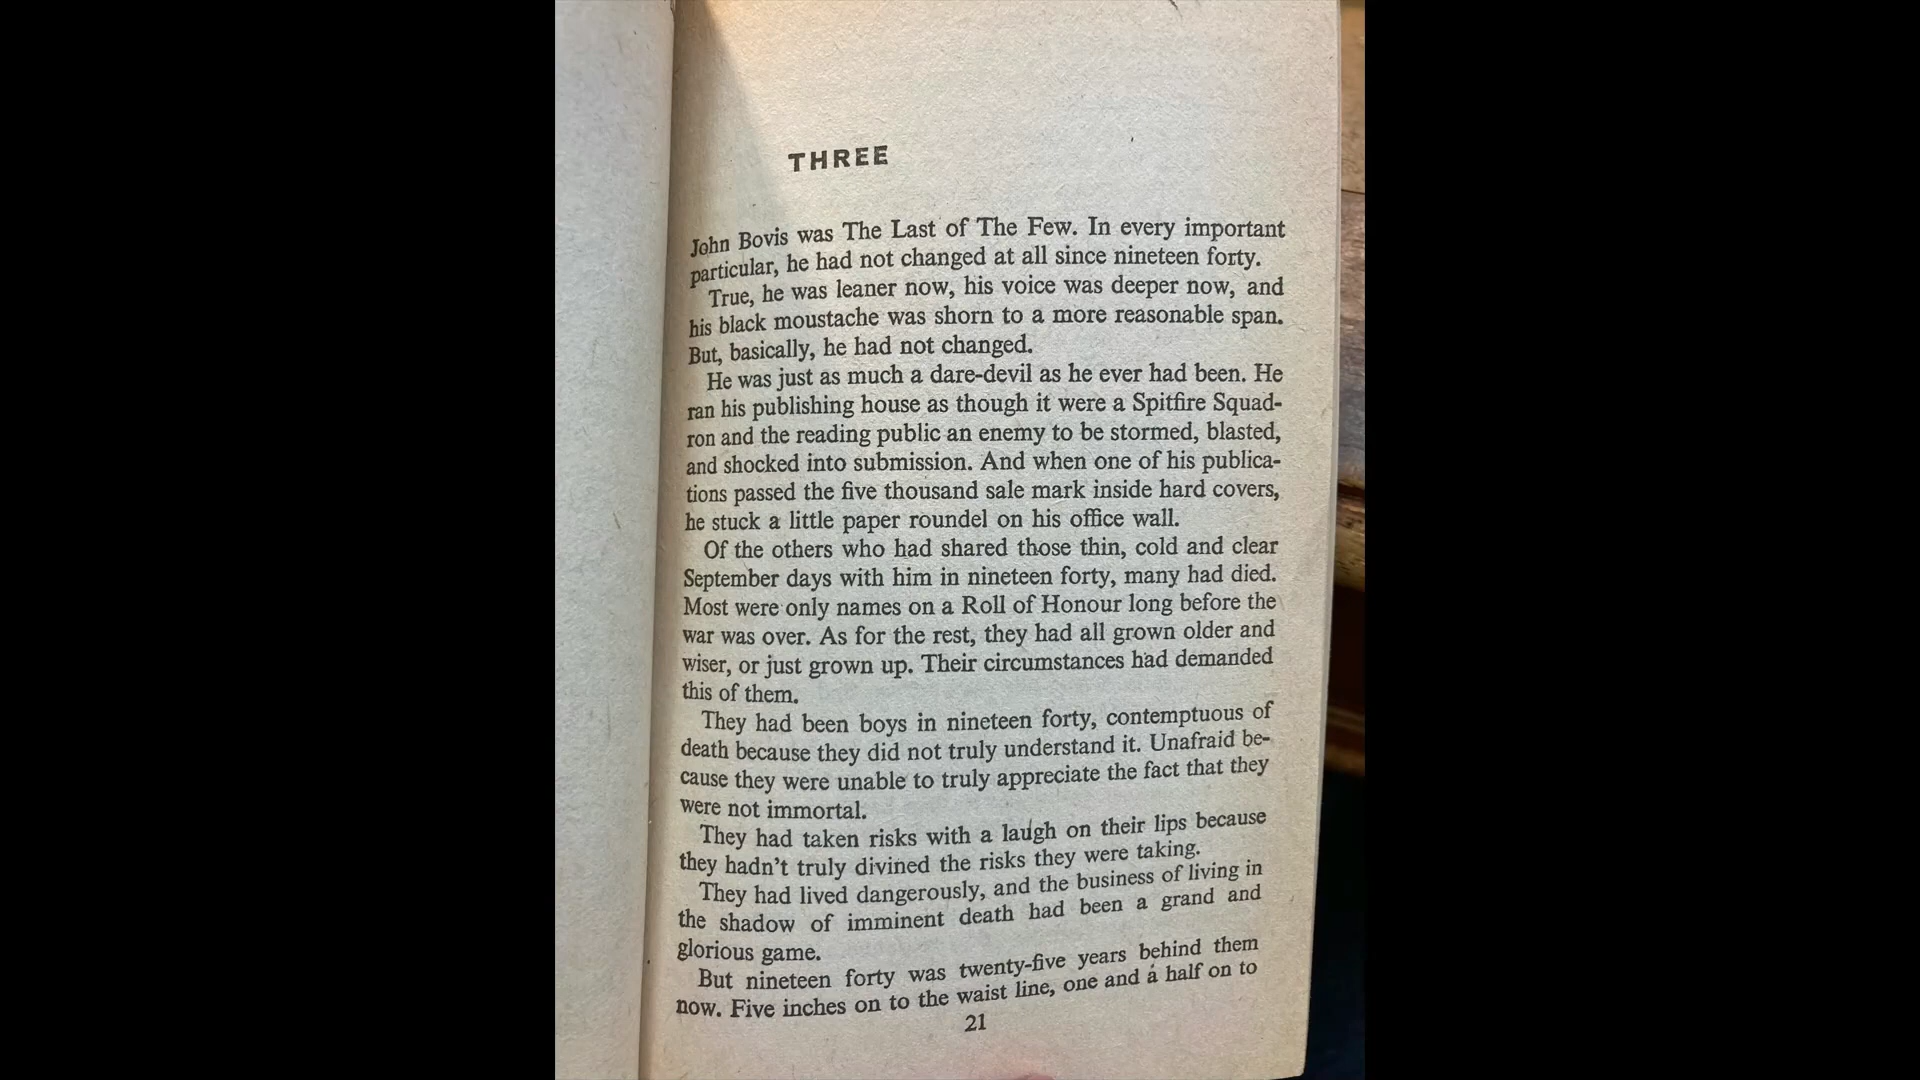 THREE
John Bovis was The Last of The Few. In every important
particular, he had not changed at all since nineteen forty.
True, he was leaner now, his voice was deeper now, and
his black moustache was shorn to a more reasonable span.
But, basically, he had not changed.
He was just as much a dare-devil as he ever had been. He
ran his publishing house as though it were a Spitfire Squad-
ron and the reading public an enemy to be stormed, blasted,
and shocked into submission. And when one of his publica-
tions passed the five thousand sale mark inside hard covers,
he stuck a little paper roundel on his office wall.
Of the others who had shared those thin, cold and clear
September days with him in nineteen forty, many had died.
Most were only names on a Roll of Honour long before the
war was over. As for the rest, they had all grown older and
wiser, or just grown up. Their circumstances had demanded
this of them.
They had been boys in nineteen forty, contemptuous of
death because they did not truly understand it. Unafraid be-
cause they were unable to truly appreciate the fact that they
were not immortal.
They had taken risks with a laugh on their lips because
they hadn't truly divined the risks they were taking.
They had lived dangerously, and the business of living in
the shadow of imminent death had been a grand and
glorious game.
But nineteen forty was twenty-five years behind them
now. Five inches on to the waist line, one and a half on to
21